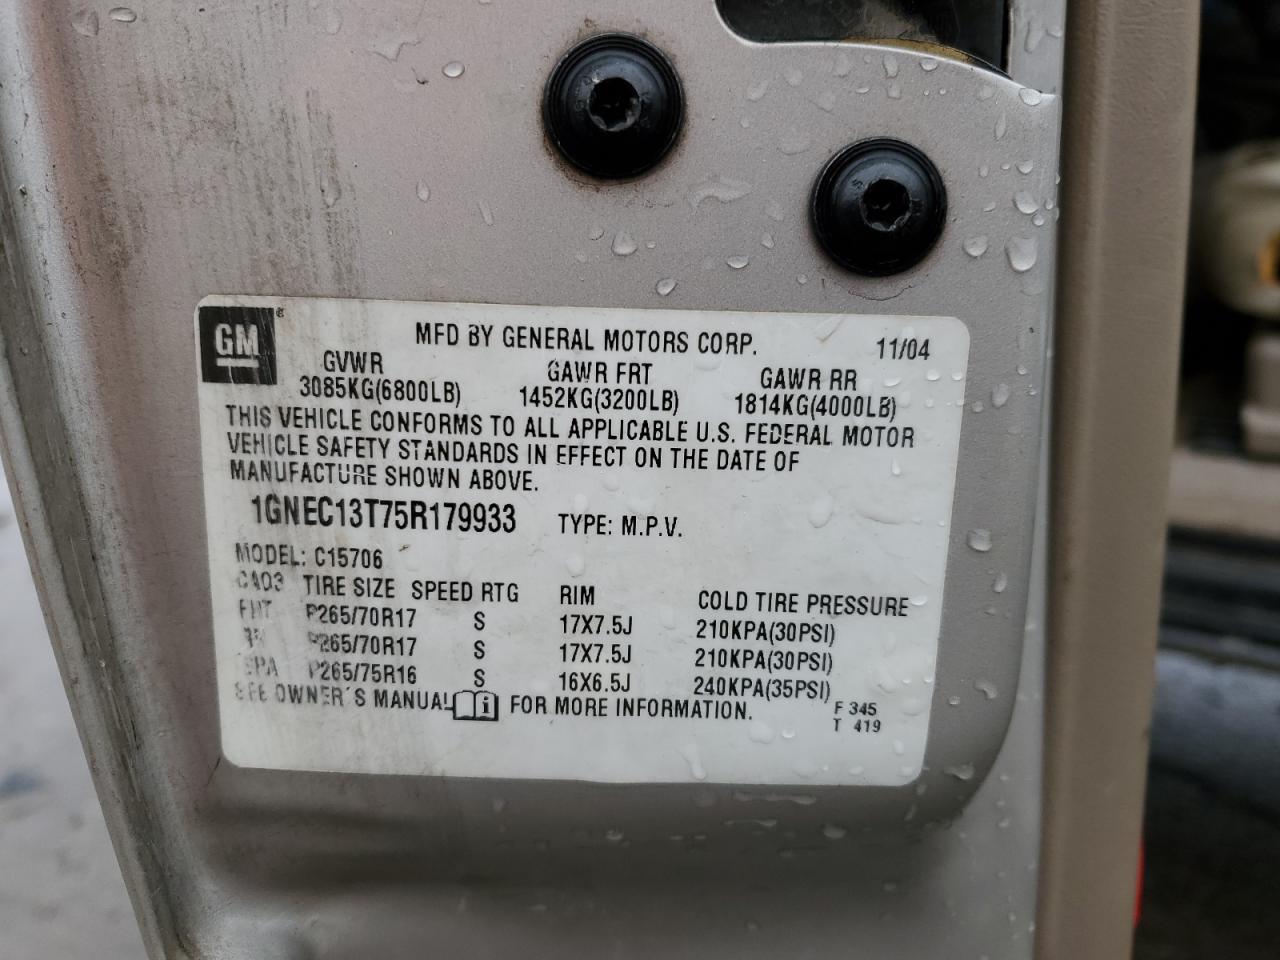 GM ®
MFD BY GENERAL MOTORS CORP. 11/04
GVWR GAWR FRT GAWR RR
3085KG(6800LB) 1452KG(3200LB) 1814KG(4000LB)
THIS VEHICLE CONFORMS TO ALL APPLICABLE U.S. FEDERAL MOTOR
VEHICLE SAFETY STANDARDS IN EFFECT ON THE DATE OF
MANUFACTURE SHOWN ABOVE.
1GNEC13T75R179933 TYPE: M.P.V.
MODEL: C15706
TIRE SIZE SPEED RTG RIM COLD TIRE PRESSURE
FNT P265/70R17 S 17X7.5J 210KPA(30PSI)
P265/70R17 S 17X7.5J 210KPA(30PSI)
SPA P265/75R16 S 16X6.5J 240KPA(35PSI)
SEE OWNER'S MANUAL i FOR MORE INFORMATION.
F 345
T 419